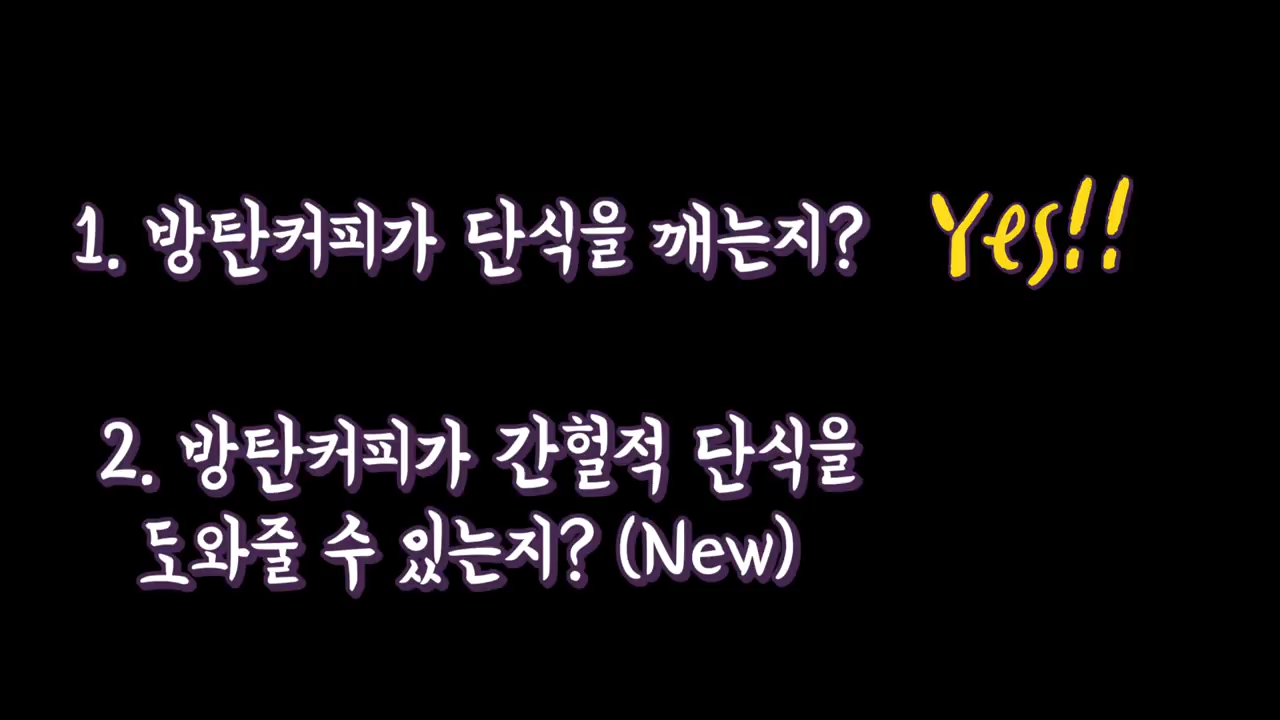 1. 방탄커피가 단식을 깨는지? Yes!!
2. 방탄커피가 간헐적 단식을
도와줄 수 있는지? (New)